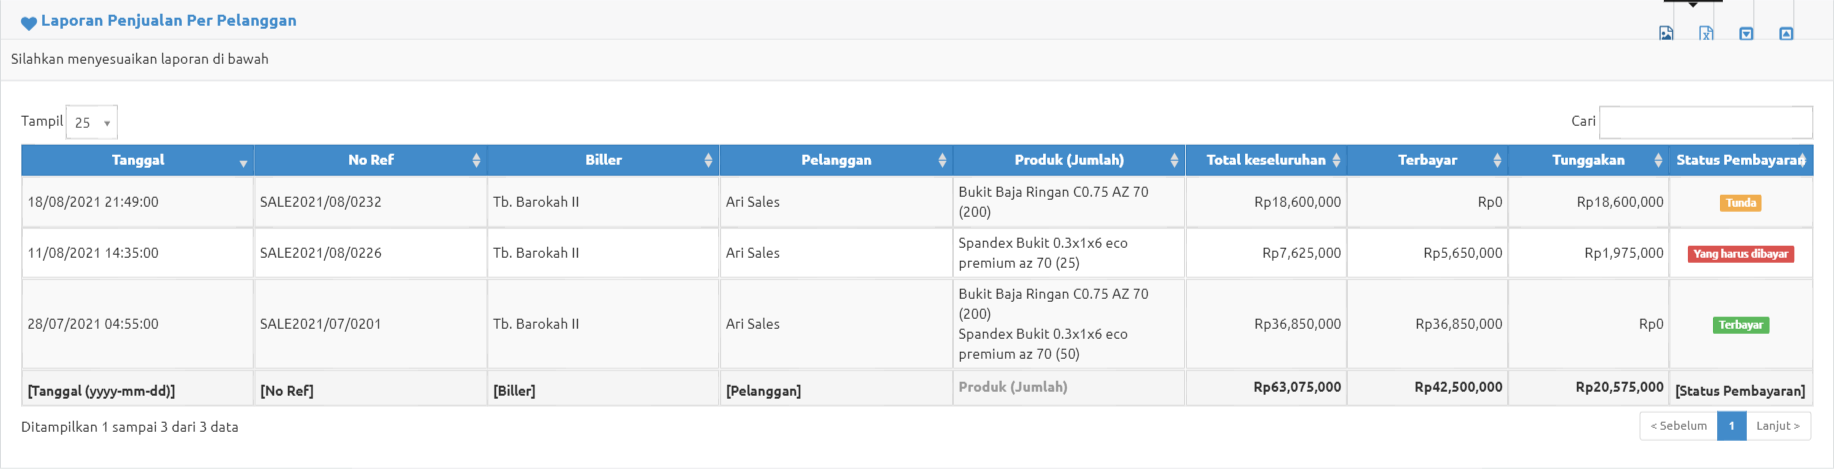 Laporan Penjualan Per Pelanggan
Silahkan menyesuaikan laporan di bawah
Tampil 25
Cari
Tanggal No Ref Biller Pelanggan Produk (Jumlah) Total keseluruhan Terbayar Tunggakan Status Pembayaran
18/08/2021 21:49:00 SALE2021/08/0232 Tb. Barokah II Ari Sales Bukit Baja Ringan C0.75 AZ 70
(200) Rp18,600,000 Rp0 Rp18,600,000 Tunda
11/08/2021 14:35:00 SALE2021/08/0226 Tb. Barokah II Ari Sales Spandex Bukit 0.3x1x6 eco
premium az 70 (25) Rp7,625,000 Rp5,650,000 Rp1,975,000 Yang harus dibayar
28/07/2021 04:55:00 SALE2021/07/0201 Tb. Barokah II Ari Sales Bukit Baja Ringan C0.75 AZ 70
(200)
Spandex Bukit 0.3x1x6 eco
premium az 70 (50) Rp36,850,000 Rp36,850,000 Rp0 Terbayar
[Tanggal (yyyy-mm-dd)] [No Ref] [Biller] [Pelanggan] Produk (Jumlah) Rp63,075,000 Rp42,500,000 Rp20,575,000 [Status Pembayaran]
Ditampilkan 1 sampai 3 dari 3 data
< Sebelum 1 Lanjut >